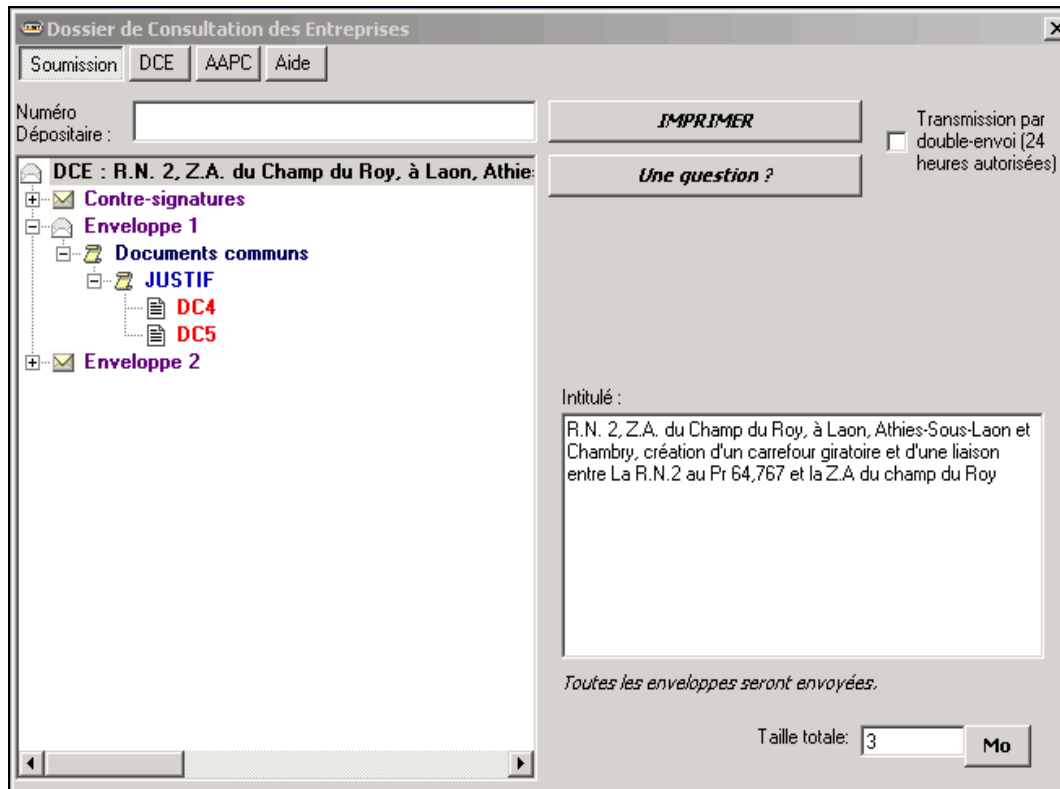 Dossier de Consultation des Entreprises
Soumission DCE AAPC Aide
Numéro
Dépositaire :
IMPRIMER
Transmission par
double-envoi (24
heures autorisées)
Une question ?
DCE : R.N. 2, Z.A. du Champ du Roy, à Laon, Athies
Contre-signatures
Enveloppe 1
Documents communs
JUSTIF
DC4
DC5
Enveloppe 2
Intitulé :
R.N. 2, Z.A. du Champ du Roy, à Laon, Athies-Sous-Laon et
Chambry, création d'un carrefour giratoire et d'une liaison
entre La R.N.2 au Pr 64,767 et la Z.A du champ du Roy
Toutes les enveloppes seront envoyées.
Taille totale: 3 Mo